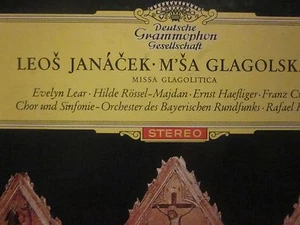 Deutsche
Grammophon
Gesellschaft
LEOŠ JANÁČEK · M'ŠA GLAGOLSKA
MISSA GLAGOLITICA
Evelyn Lear · Hilde Rössel-Majdan · Ernst Haefliger · Franz C
Chor und Sinfonie-Orchester des Bayerischen Rundfunks · Rafael K
STEREO